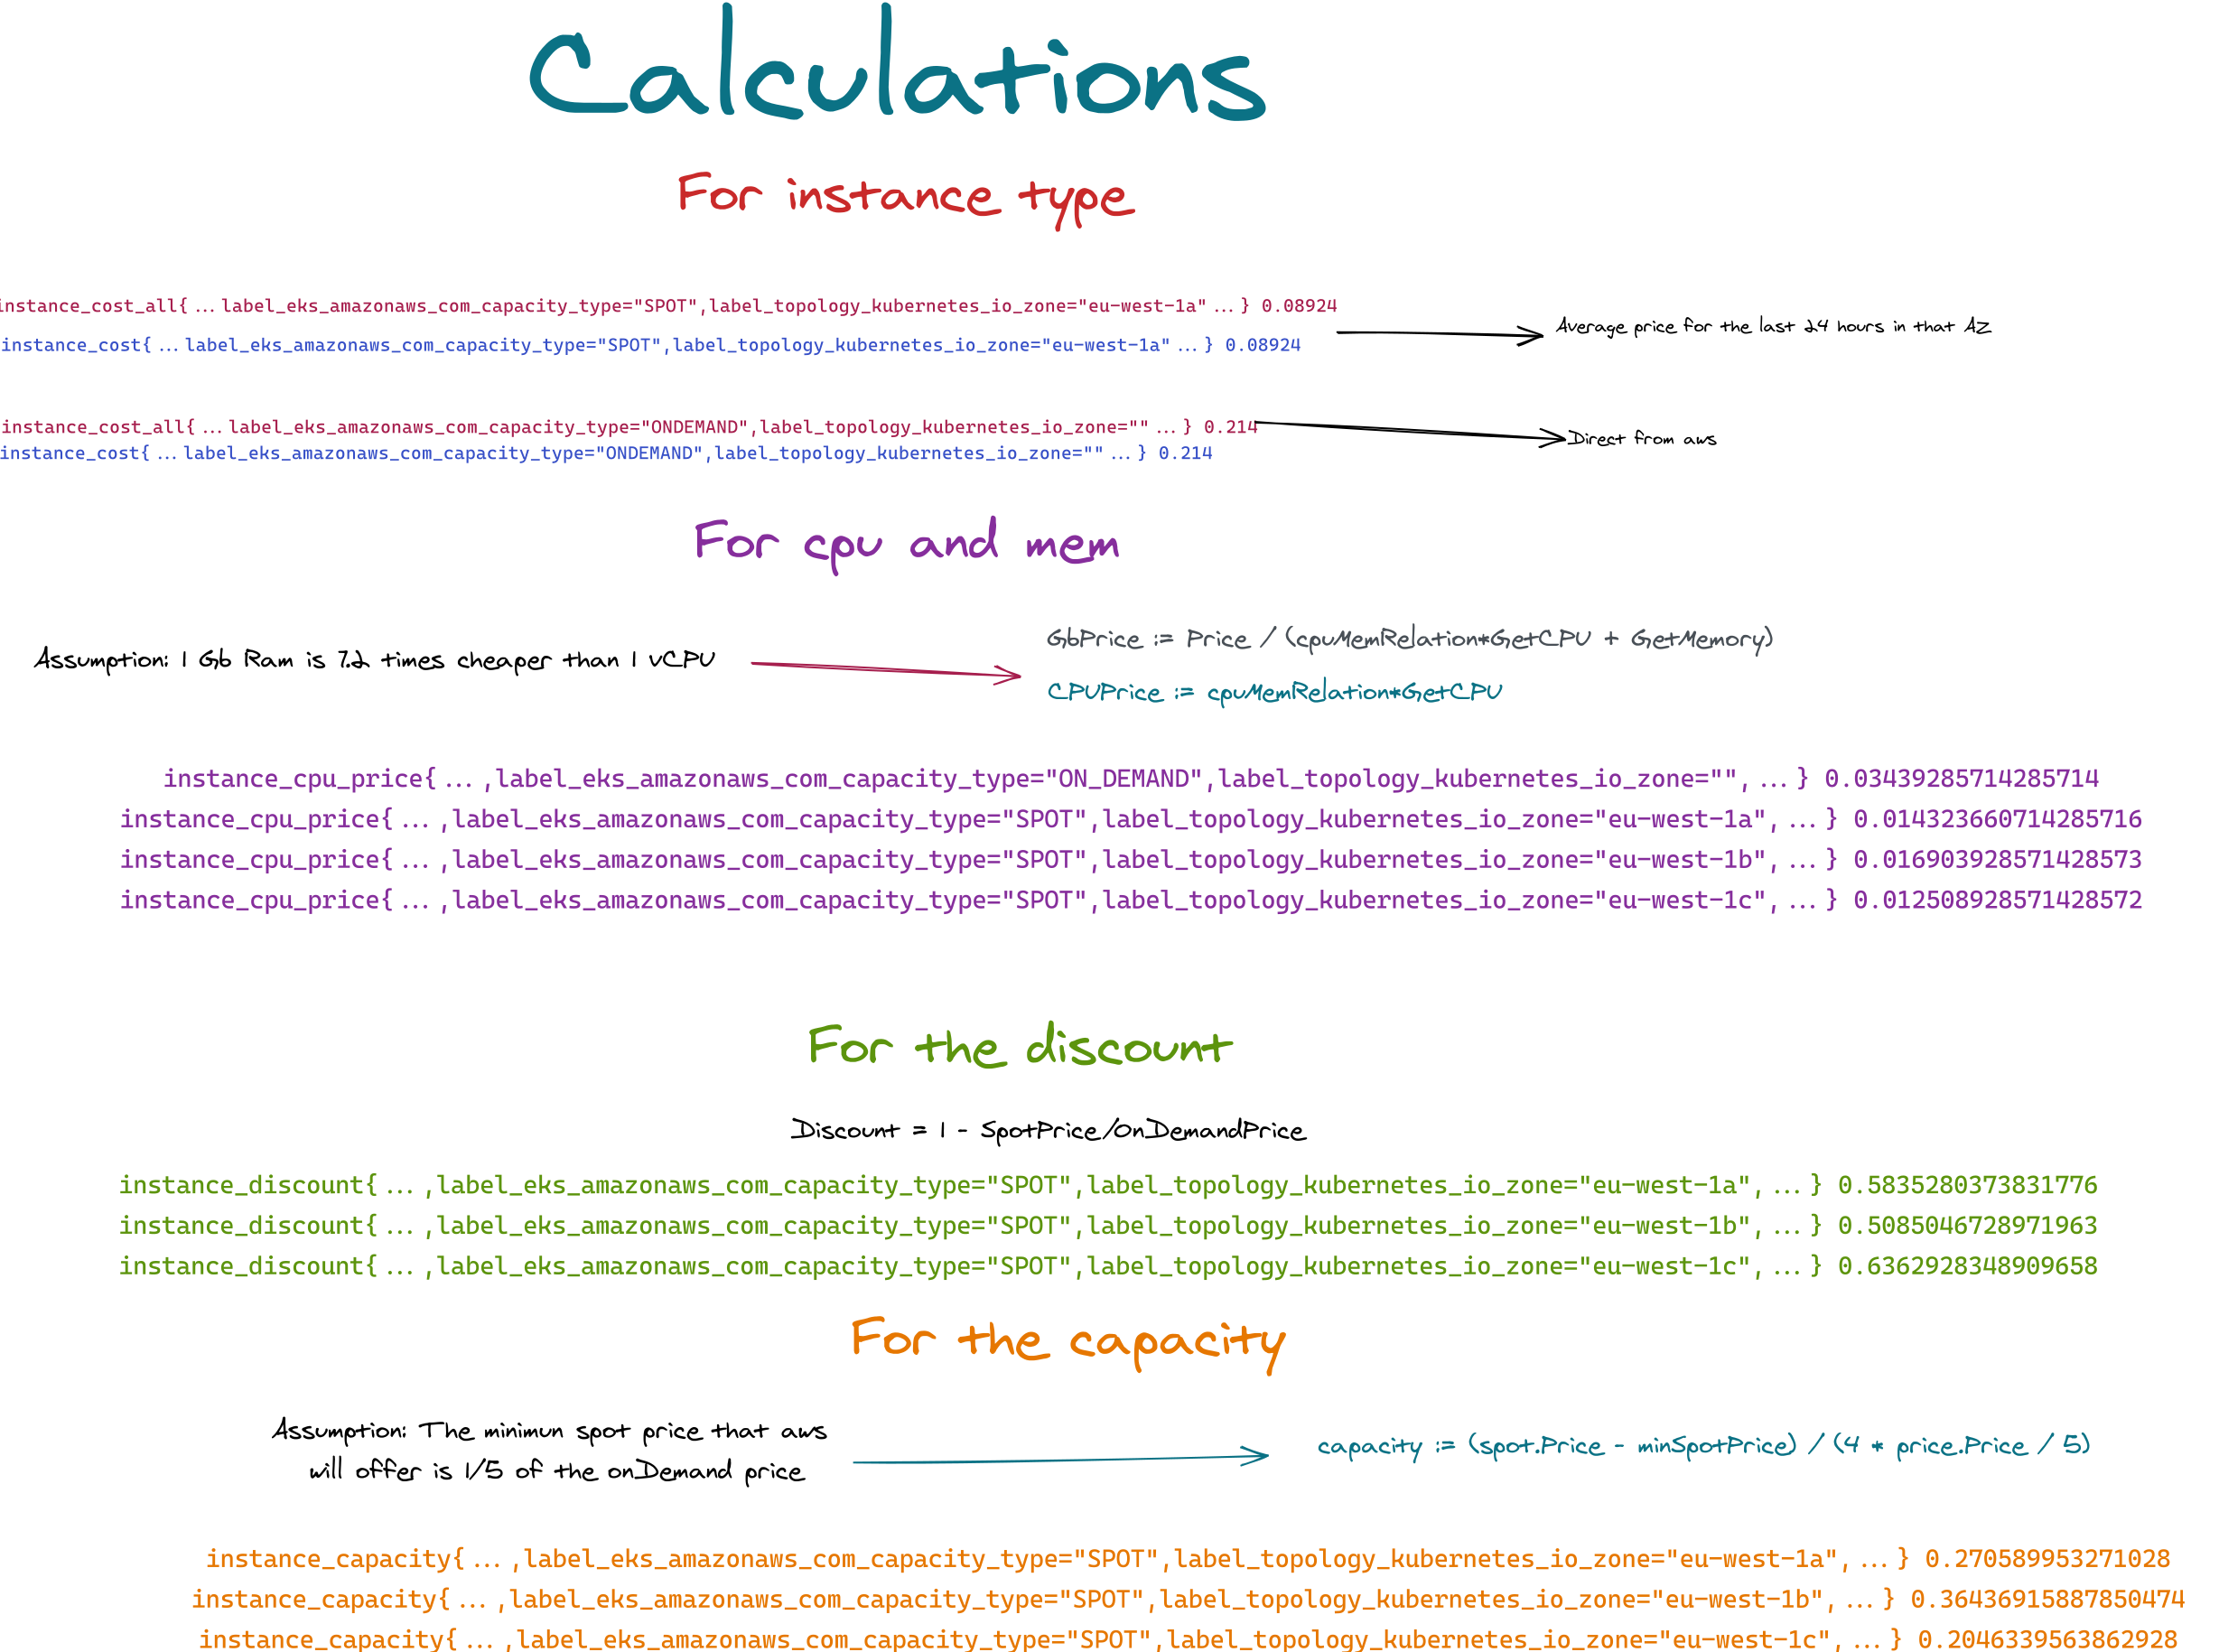 Calculations
For instance type
instance_cost_all{ ... label_eks_amazonaws_com_capacity_type="SPOT",label_topology_kubernetes_io_zone="eu-west-1a" ... } 0.08924
instance_cost{ ... label_eks_amazonaws_com_capacity_type="SPOT",label_topology_kubernetes_io_zone="eu-west-1a" ... } 0.08924
Average price for the last 24 hours in that AZ
instance_cost_all{ ... label_eks_amazonaws_com_capacity_type="ONDEMAND",label_topology_kubernetes_io_zone="" ... } 0.214
instance_cost{ ... label_eks_amazonaws_com_capacity_type="ONDEMAND",label_topology_kubernetes_io_zone="" ... } 0.214
Direct from aws
For cpu and mem
Assumption: 1 Gb Ram is 7.2 times cheaper than 1 vCPU
GbPrice := Price / (cpuMemRelation*GetCPU + GetMemory)
CPUPrice := cpuMemRelation*GetCPU
instance_cpu_price{ ... ,label_eks_amazonaws_com_capacity_type="ON_DEMAND",label_topology_kubernetes_io_zone="", ... } 0.03439285714285714
instance_cpu_price{ ... ,label_eks_amazonaws_com_capacity_type="SPOT",label_topology_kubernetes_io_zone="eu-west-1a", ... } 0.014323660714285716
instance_cpu_price{ ... ,label_eks_amazonaws_com_capacity_type="SPOT",label_topology_kubernetes_io_zone="eu-west-1b", ... } 0.016903928571428573
instance_cpu_price{ ... ,label_eks_amazonaws_com_capacity_type="SPOT",label_topology_kubernetes_io_zone="eu-west-1c", ... } 0.012508928571428572
For the discount
Discount = 1 - SpotPrice/OnDemandPrice
instance_discount{ ... ,label_eks_amazonaws_com_capacity_type="SPOT",label_topology_kubernetes_io_zone="eu-west-1a", ... } 0.5835280373831776
instance_discount{ ... ,label_eks_amazonaws_com_capacity_type="SPOT",label_topology_kubernetes_io_zone="eu-west-1b", ... } 0.5085046728971963
instance_discount{ ... ,label_eks_amazonaws_com_capacity_type="SPOT",label_topology_kubernetes_io_zone="eu-west-1c", ... } 0.6362928348909658
For the capacity
Assumption: The minimun spot price that aws
will offer is 1/5 of the onDemand price
capacity := (spot.Price - minSpotPrice) / (4 * price.Price / 5)
instance_capacity{ ... ,label_eks_amazonaws_com_capacity_type="SPOT",label_topology_kubernetes_io_zone="eu-west-1a", ... } 0.270589953271028
instance_capacity{ ... ,label_eks_amazonaws_com_capacity_type="SPOT",label_topology_kubernetes_io_zone="eu-west-1b", ... } 0.364369158878504​74
instance_capacity{ ... ,label_eks_amazonaws_com_capacity_type="SPOT",label_topology_kubernetes_io_zone="eu-west-1c", ... } 0.2046339563862928